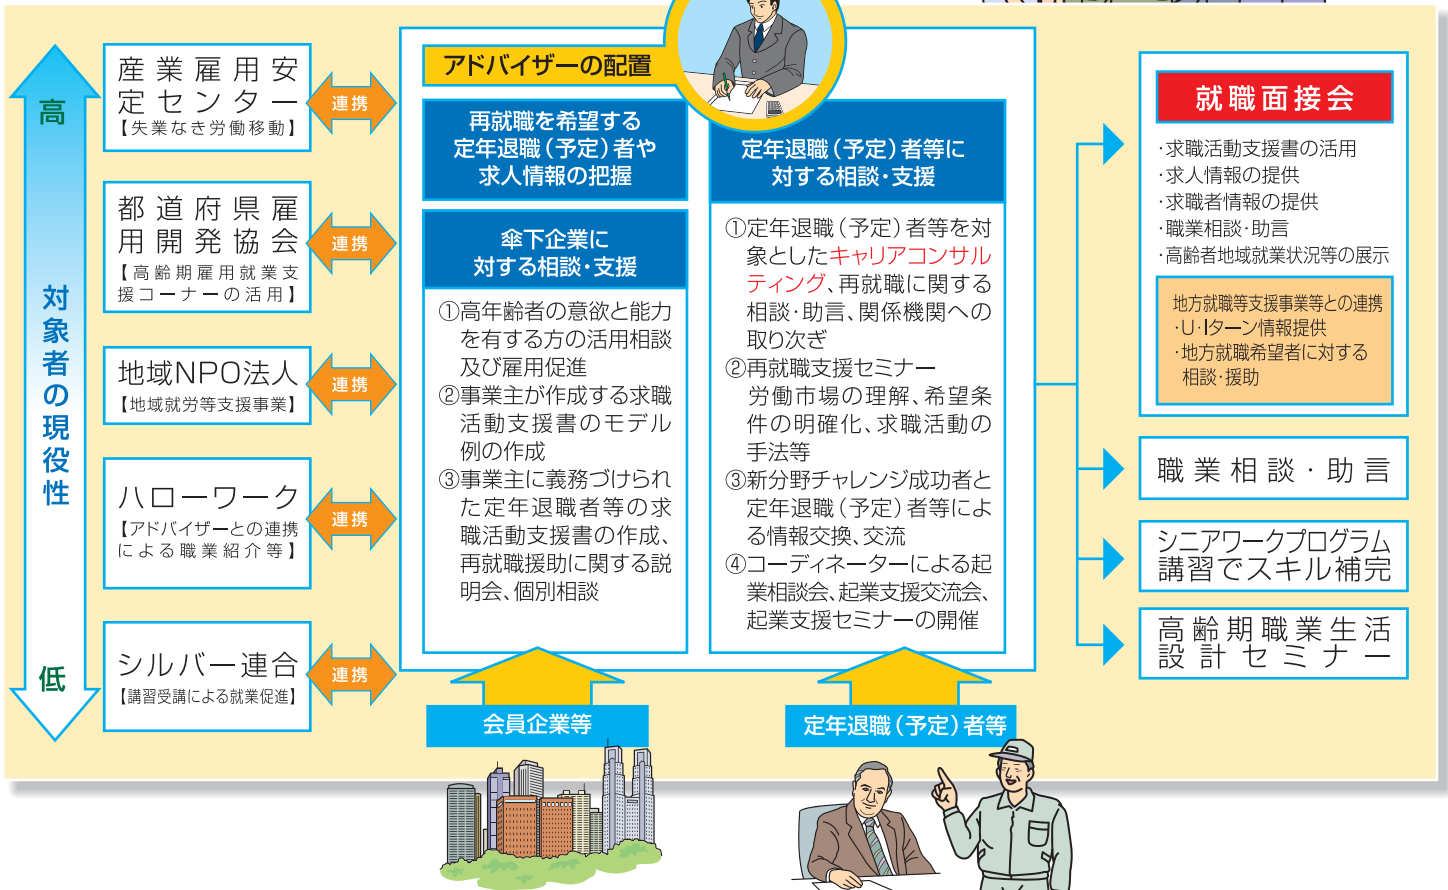 高
対象者の現役性
低
産業雇用安
定センター
【失業なき労働移動】
連携
都道府県雇
用開発協会
【高齢期雇用就業支
援コーナーの活用】
連携
地域NPO法人
【地域就労等支援事業】
連携
ハローワーク
【アドバイザーとの連携
による職業紹介等】
連携
シルバー連合
【講習受講による就業促進】
連携
アドバイザーの配置
再就職を希望する
定年退職(予定)者や
求人情報の把握
傘下企業に
対する相談・支援
①高年齢者の意欲と能力
を有する方の活用相談
及び雇用促進
②事業主が作成する求職
活動支援書のモデル
例の作成
③事業主に義務づけられ
た定年退職者等の求
職活動支援書の作成、
再就職援助に関する説
明会、個別相談
定年退職(予定)者等に
対する相談・支援
①定年退職(予定)者等を対
象としたキャリアコンサル
ティング、再就職に関する
相談・助言、関係機関への
取り次ぎ
②再就職支援セミナー
労働市場の理解、希望条
件の明確化、求職活動の
手法等
③新分野チャレンジ成功者と
定年退職(予定)者等によ
る情報交換、交流
④コーディネーターによる起
業相談会、起業支援交流会、
起業支援セミナーの開催
会員企業等
定年退職(予定)者等
就職面接会
・求職活動支援書の活用
・求人情報の提供
・求職者情報の提供
・職業相談・助言
・高齢者地域就業状況等の展示
地方就職等支援事業等との連携
・U・Iターン情報提供
・地方就職希望者に対する
相談・援助
職業相談・助言
シニアワークプログラム
講習でスキル補完
高齢期職業生活
設計セミナー